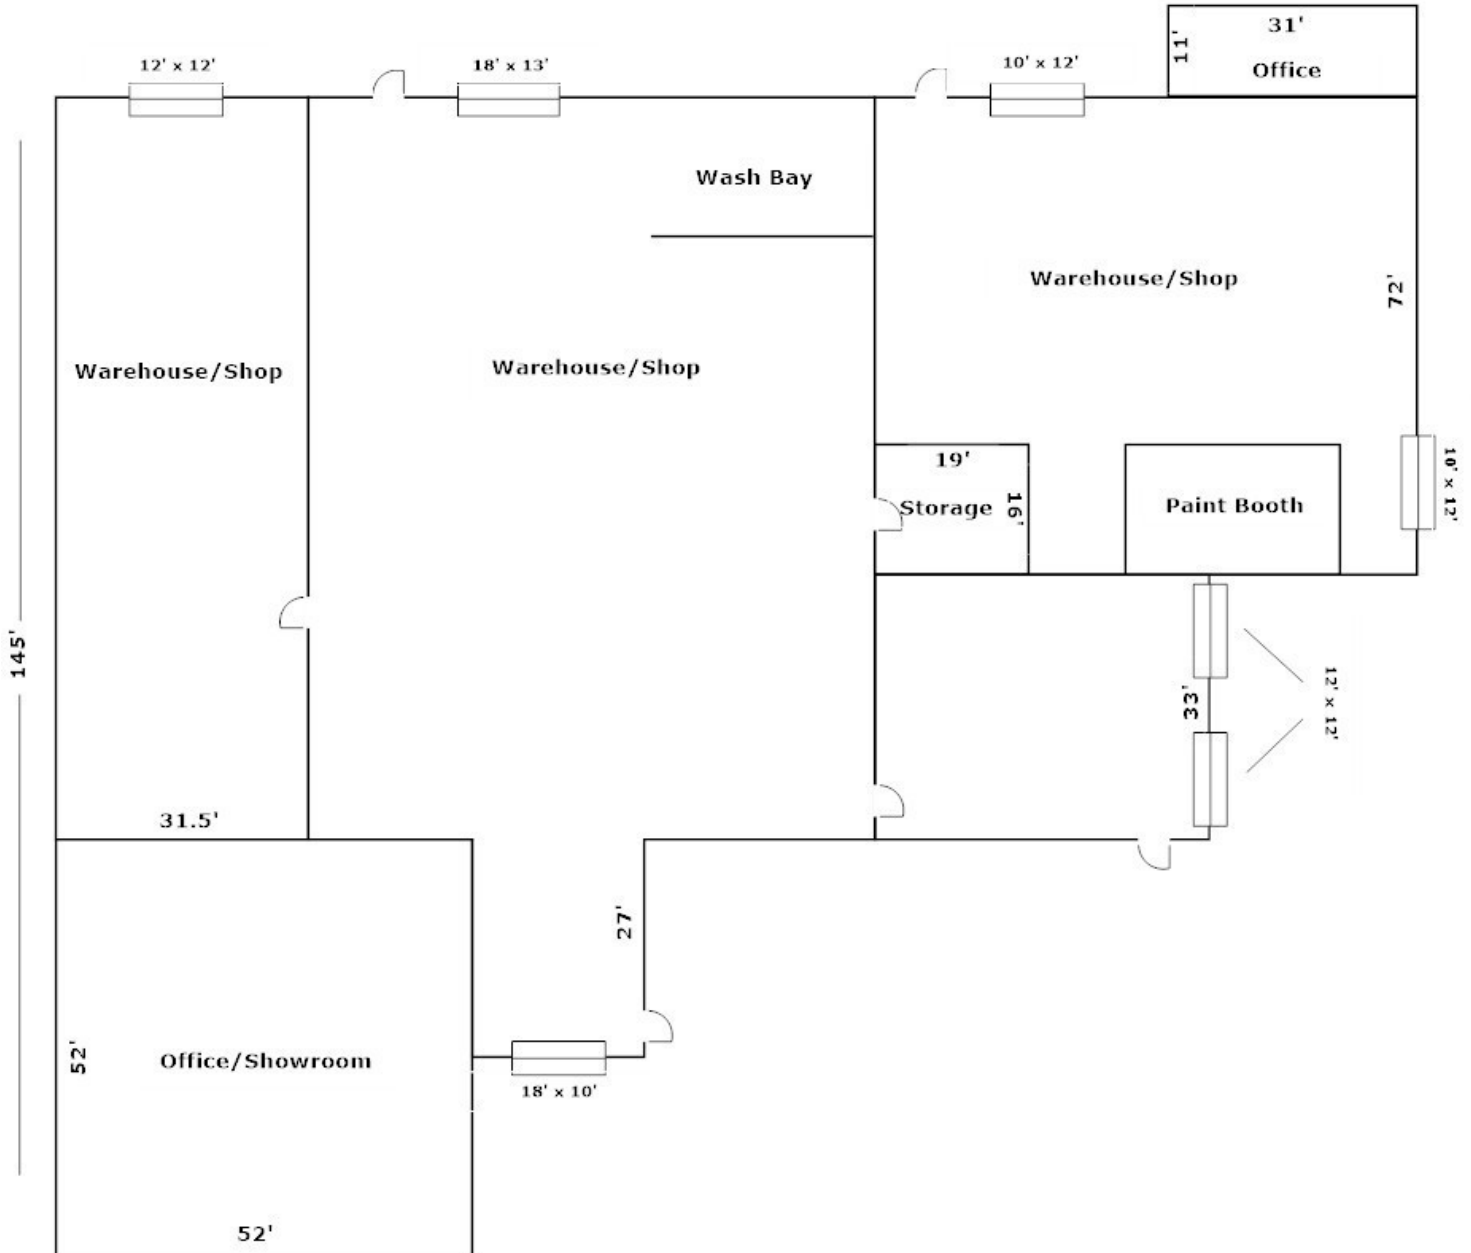 31'
11'
Office
12' x 12'
18' x 13'
10' x 12'
Wash Bay
Warehouse/Shop
72'
Warehouse/Shop
Warehouse/Shop
19'
16'
Storage
Paint Booth
10' x 12'
145'
33'
12' x 12'
31.5'
27'
52'
Office/Showroom
18' x 10'
52'